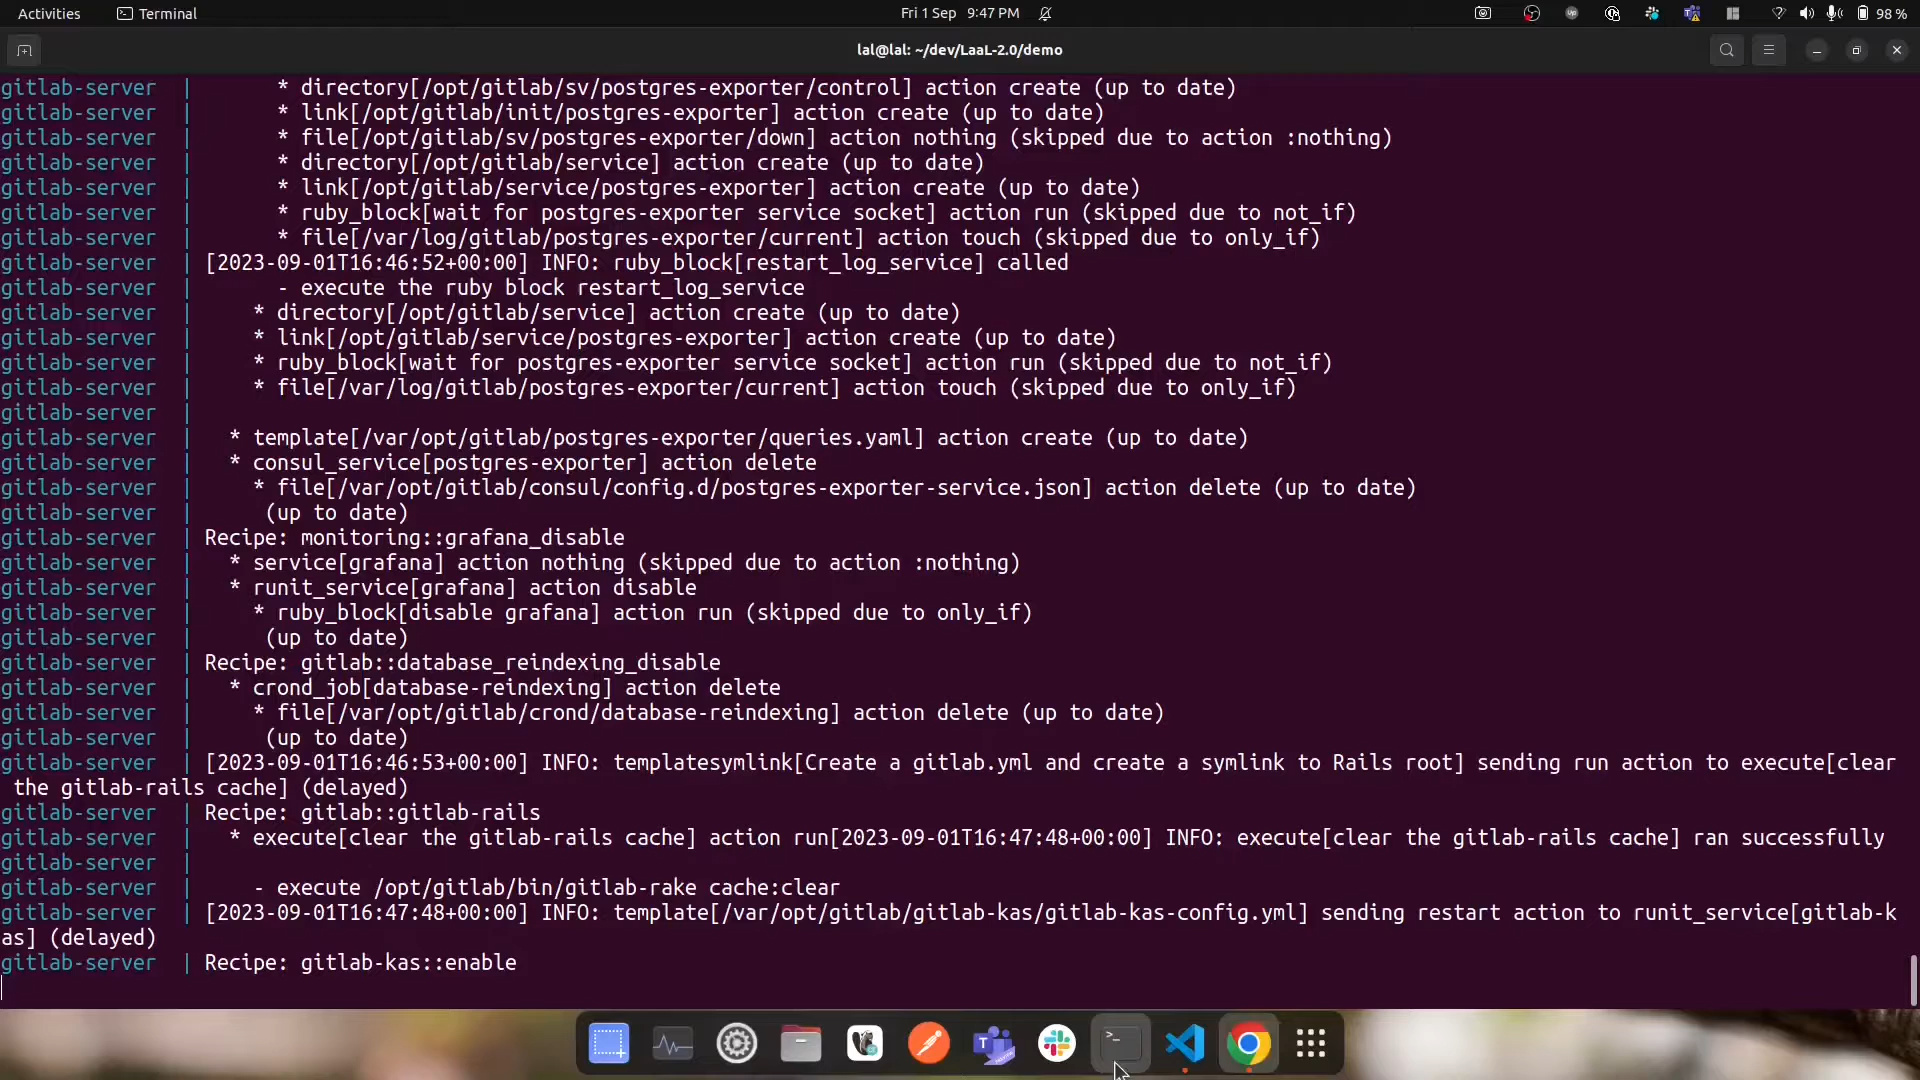 Activities Terminal Fri 1 Sep 9:47 PM 98 %
lal@lal: ~/dev/LaaL-2.0/demo
gitlab-server | * directory[/opt/gitlab/sv/postgres-exporter/control] action create (up to date)
gitlab-server | * link[/opt/gitlab/init/postgres-exporter] action create (up to date)
gitlab-server | * file[/opt/gitlab/sv/postgres-exporter/down] action nothing (skipped due to action :nothing)
gitlab-server | * directory[/opt/gitlab/service] action create (up to date)
gitlab-server | * link[/opt/gitlab/service/postgres-exporter] action create (up to date)
gitlab-server | * ruby_block[wait for postgres-exporter service socket] action run (skipped due to not_if)
gitlab-server | * file[/var/log/gitlab/postgres-exporter/current] action touch (skipped due to only_if)
gitlab-server | [2023-09-01T16:46:52+00:00] INFO: ruby_block[restart_log_service] called
gitlab-server | - execute the ruby block restart_log_service
gitlab-server | * directory[/opt/gitlab/service] action create (up to date)
gitlab-server | * link[/opt/gitlab/service/postgres-exporter] action create (up to date)
gitlab-server | * ruby_block[wait for postgres-exporter service socket] action run (skipped due to not_if)
gitlab-server | * file[/var/log/gitlab/postgres-exporter/current] action touch (skipped due to only_if)
gitlab-server |
gitlab-server | * template[/var/opt/gitlab/postgres-exporter/queries.yaml] action create (up to date)
gitlab-server | * consul_service[postgres-exporter] action delete
gitlab-server | * file[/var/opt/gitlab/consul/config.d/postgres-exporter-service.json] action delete (up to date)
gitlab-server | (up to date)
gitlab-server | Recipe: monitoring::grafana_disable
gitlab-server | * service[grafana] action nothing (skipped due to action :nothing)
gitlab-server | * runit_service[grafana] action disable
gitlab-server | * ruby_block[disable grafana] action run (skipped due to only_if)
gitlab-server | (up to date)
gitlab-server | Recipe: gitlab::database_reindexing_disable
gitlab-server | * crond_job[database-reindexing] action delete
gitlab-server | * file[/var/opt/gitlab/crond/database-reindexing] action delete (up to date)
gitlab-server | (up to date)
gitlab-server | [2023-09-01T16:46:53+00:00] INFO: templatesymlink[Create a gitlab.yml and create a symlink to Rails root] sending run action to execute[clear
the gitlab-rails cache] (delayed)
gitlab-server | Recipe: gitlab::gitlab-rails
gitlab-server | * execute[clear the gitlab-rails cache] action run[2023-09-01T16:47:48+00:00] INFO: execute[clear the gitlab-rails cache] ran successfully
gitlab-server |
gitlab-server | - execute /opt/gitlab/bin/gitlab-rake cache:clear
gitlab-server | [2023-09-01T16:47:48+00:00] INFO: template[/var/opt/gitlab/gitlab-kas/gitlab-kas-config.yml] sending restart action to runit_service[gitlab-k
as] (delayed)
gitlab-server | Recipe: gitlab-kas::enable